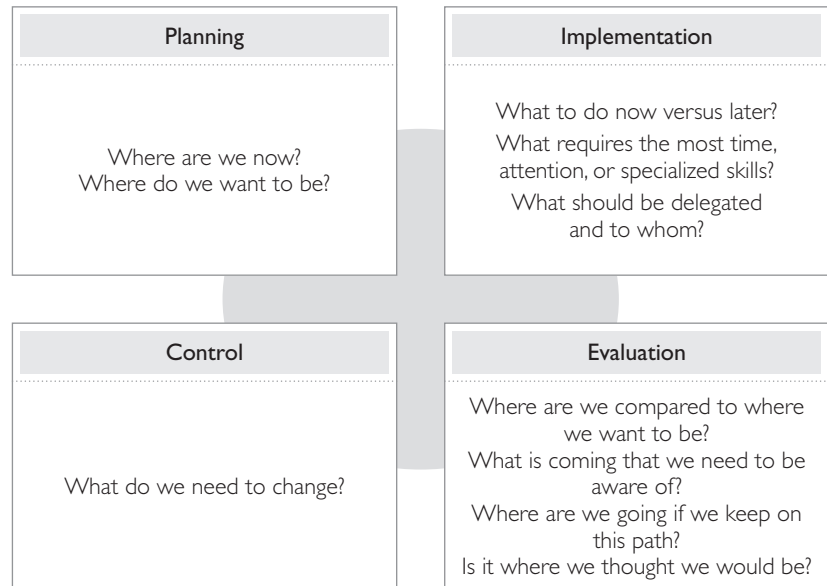 Planning
Where are we now?
Where do we want to be?
Implementation
What to do now versus later?
What requires the most time,
attention, or specialized skills?
What should be delegated
and to whom?
Control
What do we need to change?
Evaluation
Where are we compared to where
we want to be?
What is coming that we need to be
aware of?
Where are we going if we keep on
this path?
Is it where we thought we would be?